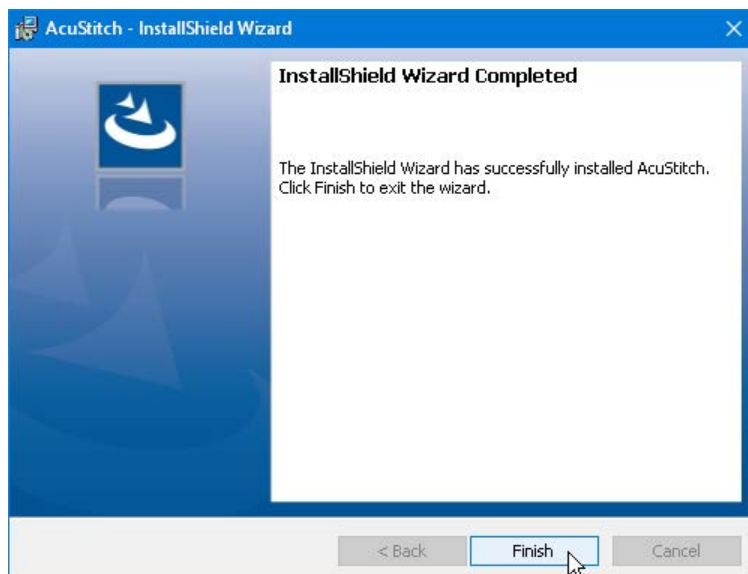 AcuStitch - InstallShield Wizard
InstallShield Wizard Completed
The InstallShield Wizard has successfully installed AcuStitch.
Click Finish to exit the wizard.
< Back
Finish
Cancel